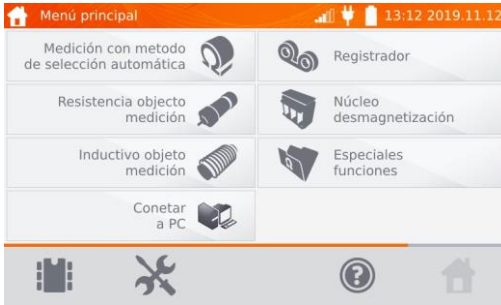 Menú principal
13:12 2019.11.12
Medición con metodo
de selección automática
Registrador
Resistencia objecto
medición
Núcleo
desmagnetización
Inductivo objeto
medición
Especiales
funciones
Conetar
a PC